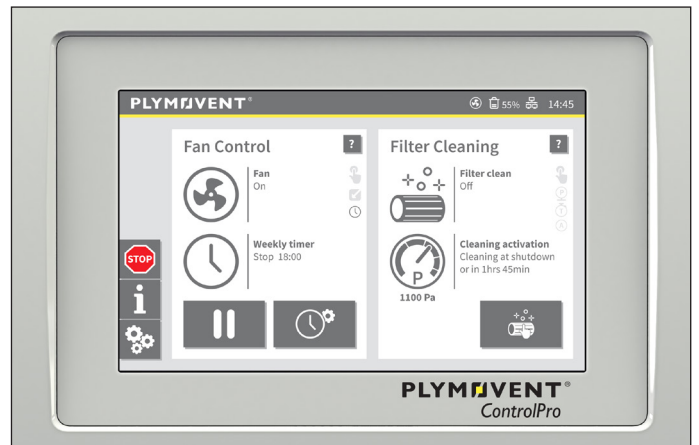 PLYMOVENT®
55%
14:45
Fan Control
?
Fan
On
Weekly timer
Stop 18:00
Filter Cleaning
?
Filter clean
Off
P
T
A
P
1100 Pa
Cleaning activation
Cleaning at shutdown
or in 1hrs 45min
STOP
i
PLYMOVENT®
ControlPro